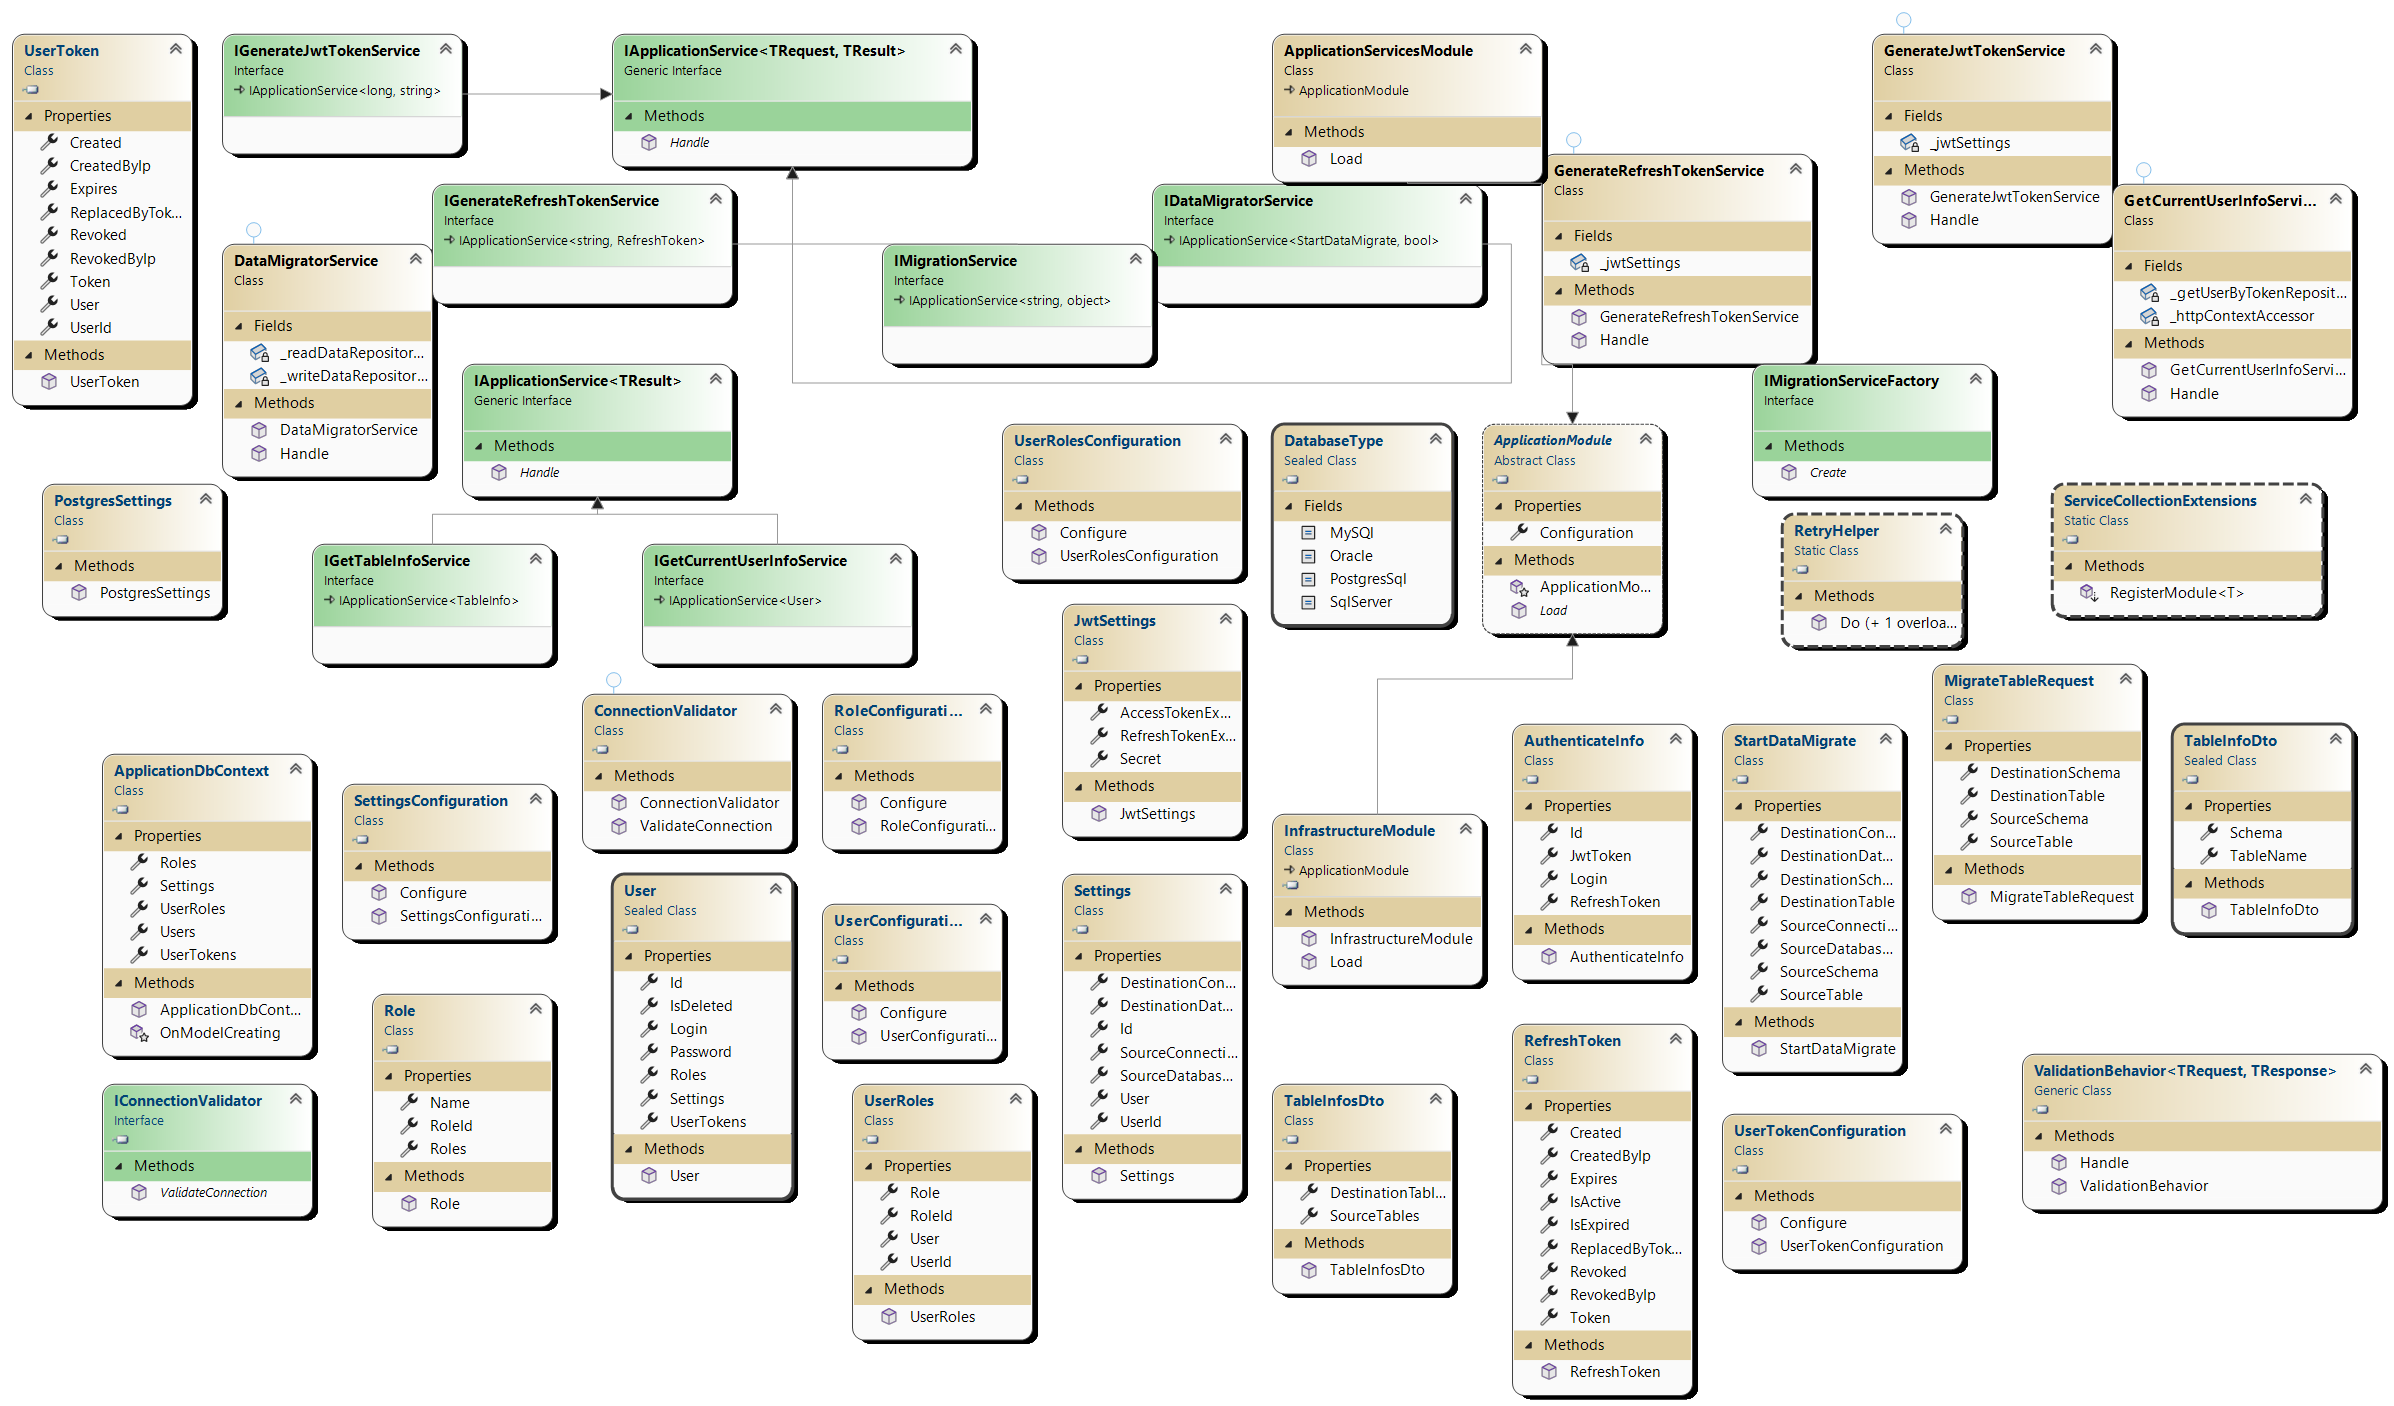 UserToken
Class
Properties
Created
CreatedByIp
Expires
ReplacedByTok...
Revoked
RevokedByIp
Token
User
UserId
Methods
UserToken
IGenerateJwtTokenService
Interface
IApplicationService<long, string>
IApplicationService<TRequest, TResult>
Generic Interface
Methods
Handle
ApplicationServicesModule
Class
ApplicationModule
Methods
Load
GenerateJwtTokenService
Class
Fields
_jwtSettings
Methods
GenerateJwtTokenService
Handle
GenerateRefreshTokenService
Class
Fields
_jwtSettings
Methods
GenerateRefreshTokenService
Handle
GetCurrentUserInfoServi...
Class
Fields
_getUserByTokenReposit...
_httpContextAccessor
Methods
GetCurrentUserInfoServi...
Handle
IGenerateRefreshTokenService
Interface
IApplicationService<string, RefreshToken>
IDataMigratorService
Interface
IApplicationService<StartDataMigrate, bool>
DataMigratorService
Class
Fields
_readDataRepositor...
_writeDataRepositor...
Methods
DataMigratorService
Handle
IMigrationService
Interface
IApplicationService<string, object>
IApplicationService<TResult>
Generic Interface
Methods
Handle
IMigrationServiceFactory
Interface
Methods
Create
UserRolesConfiguration
Class
Methods
Configure
UserRolesConfiguration
DatabaseType
Sealed Class
Fields
MySQl
Oracle
PostgresSql
SqlServer
ApplicationModule
Abstract Class
Properties
Configuration
Methods
ApplicationMo...
Load
PostgresSettings
Class
Methods
PostgresSettings
ServiceCollectionExtensions
Static Class
Methods
RegisterModule<T>
RetryHelper
Static Class
Methods
Do (+ 1 overloa...
IGetTableInfoService
Interface
IApplicationService<TableInfo>
IGetCurrentUserInfoService
Interface
IApplicationService<User>
JwtSettings
Class
Properties
AccessTokenEx...
RefreshTokenEx...
Secret
Methods
JwtSettings
MigrateTableRequest
Class
Properties
DestinationSchema
DestinationTable
SourceSchema
SourceTable
Methods
MigrateTableRequest
ConnectionValidator
Class
Methods
ConnectionValidator
ValidateConnection
RoleConfigurati...
Class
Methods
Configure
RoleConfigurati...
AuthenticateInfo
Class
Properties
Id
JwtToken
Login
RefreshToken
Methods
AuthenticateInfo
StartDataMigrate
Class
Properties
DestinationCon...
DestinationDat...
DestinationSch...
DestinationTable
SourceConnecti...
SourceDatabas...
SourceSchema
SourceTable
Methods
StartDataMigrate
TableInfoDto
Sealed Class
Properties
Schema
TableName
Methods
TableInfoDto
ApplicationDbContext
Class
Properties
Roles
Settings
UserRoles
Users
UserTokens
Methods
ApplicationDbCont...
OnModelCreating
SettingsConfiguration
Class
Methods
Configure
SettingsConfigurati...
InfrastructureModule
Class
ApplicationModule
Methods
InfrastructureModule
Load
User
Sealed Class
Properties
Id
IsDeleted
Login
Password
Roles
Settings
UserTokens
Methods
User
Settings
Class
Properties
DestinationCon...
DestinationDat...
Id
SourceConnecti...
SourceDatabas...
User
UserId
Methods
Settings
UserConfigurati...
Class
Methods
Configure
UserConfigurati...
Role
Class
Properties
Name
RoleId
Roles
Methods
Role
RefreshToken
Class
Properties
Created
CreatedByIp
Expires
IsActive
IsExpired
ReplacedByTok...
Revoked
RevokedByIp
Token
Methods
RefreshToken
ValidationBehavior<TRequest, TResponse>
Generic Class
Methods
Handle
ValidationBehavior
IConnectionValidator
Interface
Methods
ValidateConnection
UserRoles
Class
Properties
Role
RoleId
User
UserId
Methods
UserRoles
TableInfosDto
Class
Properties
DestinationTabl...
SourceTables
Methods
TableInfosDto
UserTokenConfiguration
Class
Methods
Configure
UserTokenConfiguration